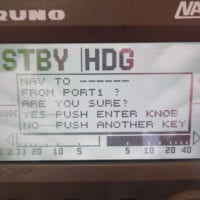 RUNO NA
STBY HDG
NAV TO ------
FROM PORT1 ?
ARE YOU SURE?
YES···PUSH ENTER KNOB
NO····PUSH ANOTHER KEY
20 10 5 5 10 20 40